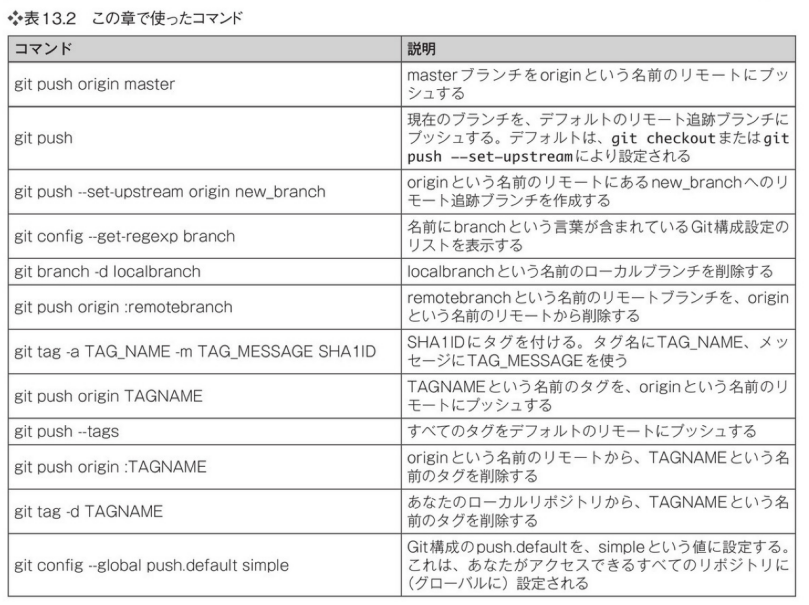 ❖表13.2　この章で使ったコマンド
コマンド
説明
git push origin master
masterブランチをoriginという名前のリモートにプッ
シュする
git push
現在のブランチを、デフォルトのリモート追跡ブランチに
プッシュする。デフォルトは、git checkoutまたはgit
push --set-upstreamにより設定される
git push --set-upstream origin new_branch
originという名前のリモートにあるnew_branchへのリ
モート追跡ブランチを作成する
git config --get-regexp branch
名前にbranchという言葉が含まれているGit構成設定の
リストを表示する
git branch -d localbranch
localbranchという名前のローカルブランチを削除する
git push origin :remotebranch
remotebranchという名前のリモートブランチを、origin
という名前のリモートから削除する
git tag -a TAG_NAME -m TAG_MESSAGE SHA1ID
SHA1IDにタグを付ける。タグ名にTAG_NAME、メッ
セージにTAG_MESSAGEを使う
git push origin TAGNAME
TAGNAMEという名前のタグを、originという名前のリ
モートにプッシュする
git push --tags
すべてのタグをデフォルトのリモートにプッシュする
git push origin :TAGNAME
originという名前のリモートから、TAGNAMEという名
前のタグを削除する
git tag -d TAGNAME
あなたのローカルリポジトリから、TAGNAMEという名
前のタグを削除する
git config --global push.default simple
Git構成のpush.defaultを、simpleという値に設定する。
これは、あなたがアクセスできるすべてのリポジトリに
（グローバルに）設定される